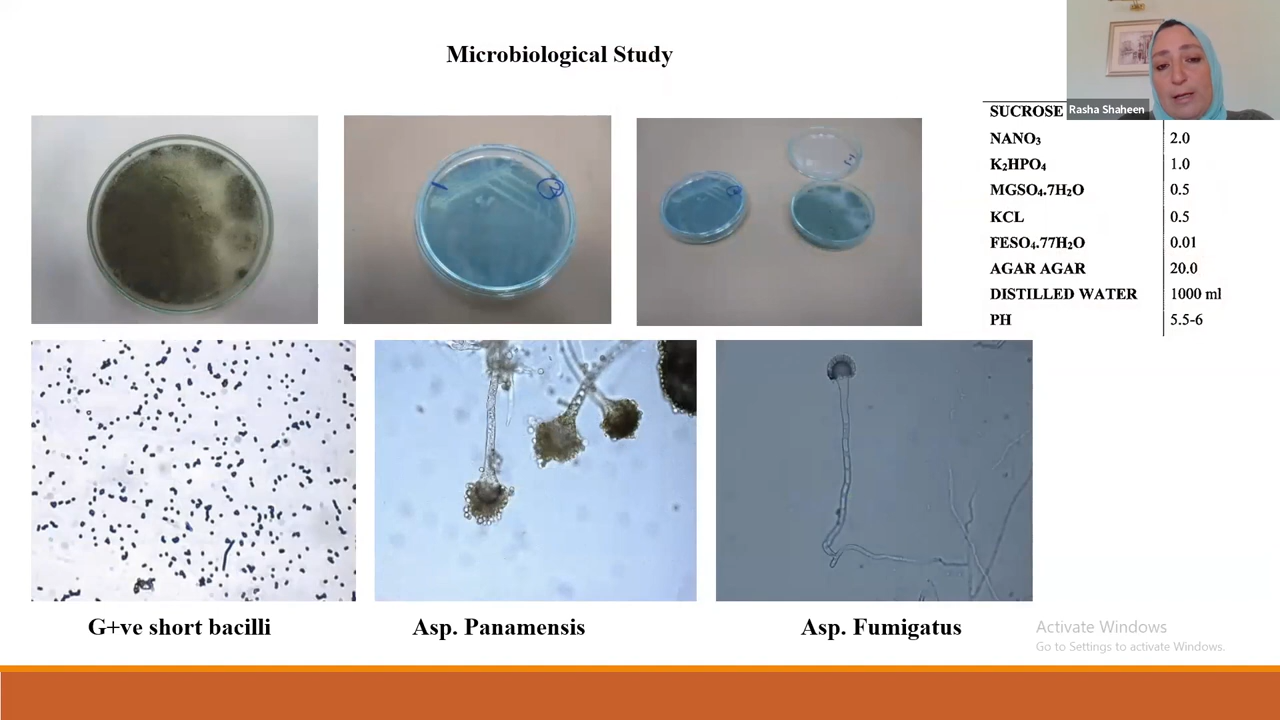 Microbiological Study
Rasha Shaheen
SUCROSE
NANO₃ 2.0
K₂HPO₄ 1.0
MGSO₄.7H₂O 0.5
KCL 0.5
FESO₄.77H₂O 0.01
AGAR AGAR 20.0
DISTILLED WATER 1000 ml
PH 5.5-6
1
2
G+ve short bacilli
Asp. Panamensis
Asp. Fumigatus
Activate Windows
Go to Settings to activate Windows.